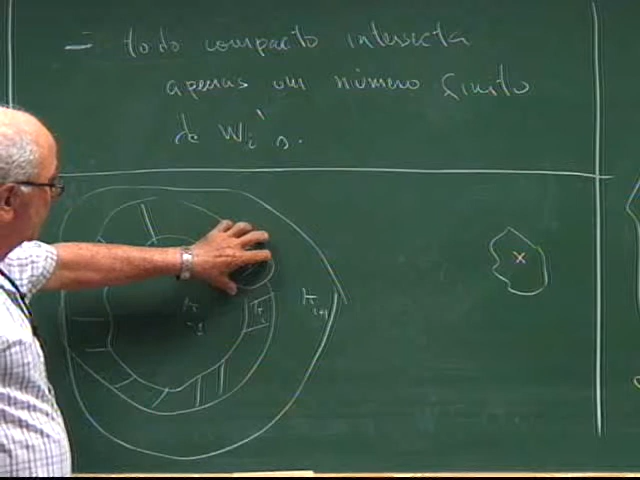 – todo compacto intersecta
apenas um número finito
de Wi's.
Ki
Ki+1
x